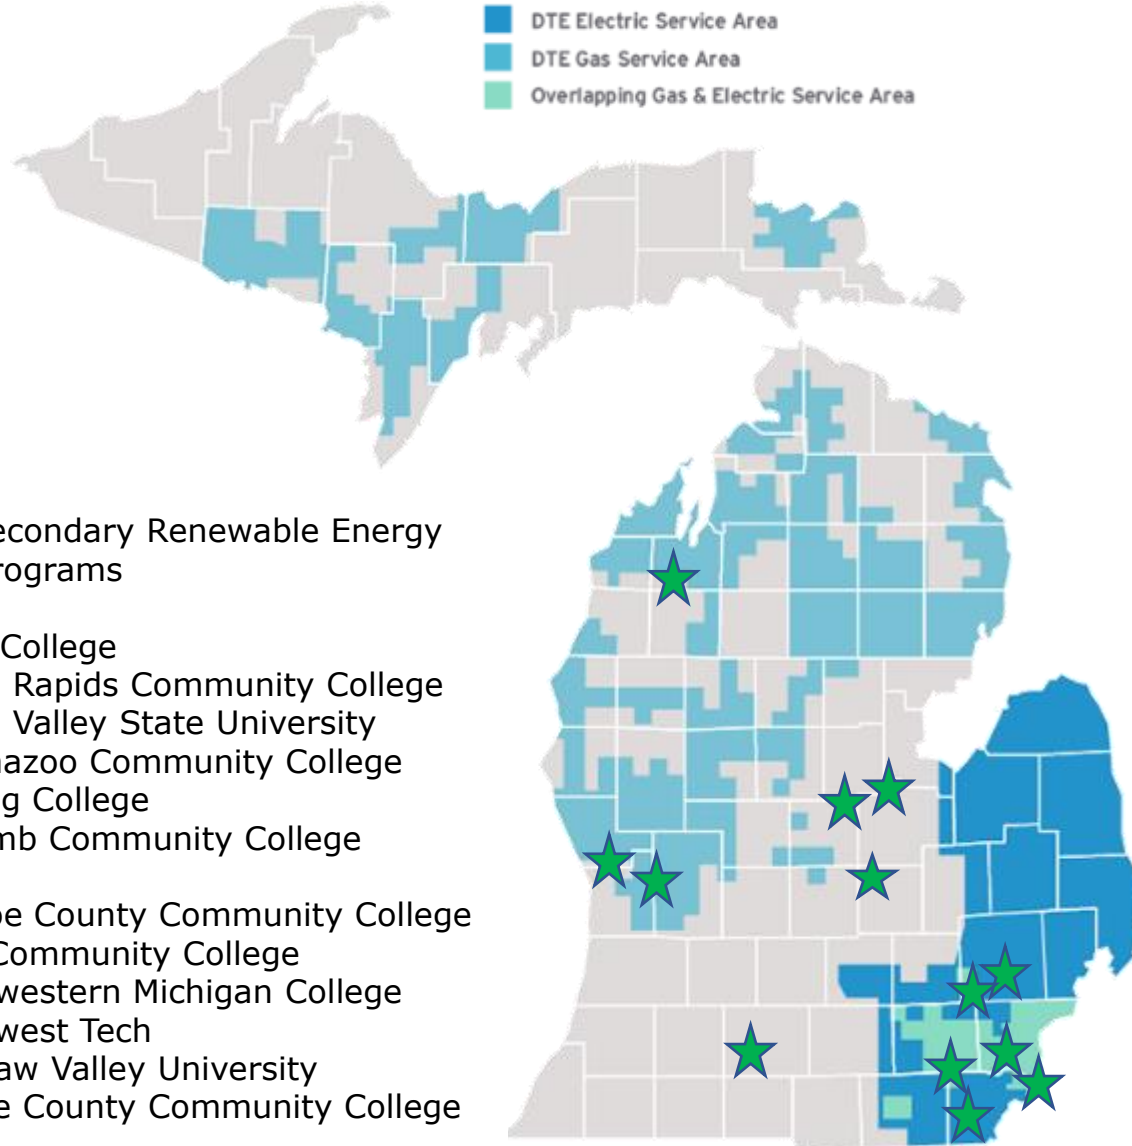 DTE Electric Service Area
DTE Gas Service Area
Overlapping Gas & Electric Service Area
econdary Renewable Energy
rograms
College
Rapids Community College
Valley State University
nazoo Community College
g College
mb Community College
oe County Community College
Community College
western Michigan College
west Tech
aw Valley University
e County Community College